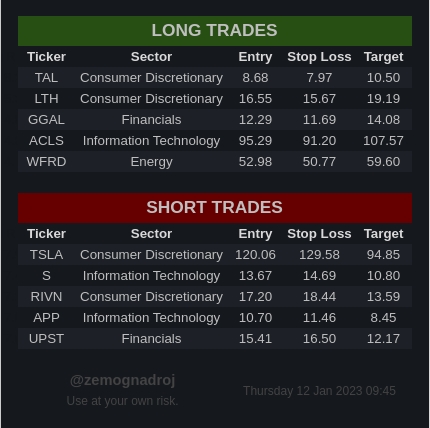 LONG TRADES
Ticker Sector Entry Stop Loss Target
TAL Consumer Discretionary 8.68 7.97 10.50
LTH Consumer Discretionary 16.55 15.67 19.19
GGAL Financials 12.29 11.69 14.08
ACLS Information Technology 95.29 91.20 107.57
WFRD Energy 52.98 50.77 59.60
SHORT TRADES
Ticker Sector Entry Stop Loss Target
TSLA Consumer Discretionary 120.06 129.58 94.85
S Information Technology 13.67 14.69 10.80
RIVN Consumer Discretionary 17.20 18.44 13.59
APP Information Technology 10.70 11.46 8.45
UPST Financials 15.41 16.50 12.17
@zemognadroj
Use at your own risk.
Thursday 12 Jan 2023 09:45